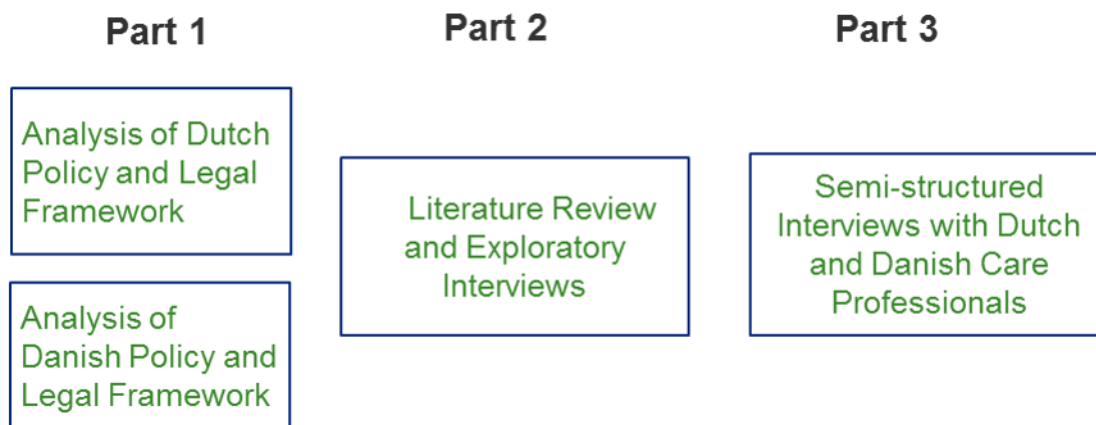 Part 1
Part 2
Part 3
Analysis of Dutch
Policy and Legal
Framework
Analysis of
Danish Policy and
Legal Framework
Literature Review
and Exploratory
Interviews
Semi-structured
Interviews with Dutch
and Danish Care
Professionals